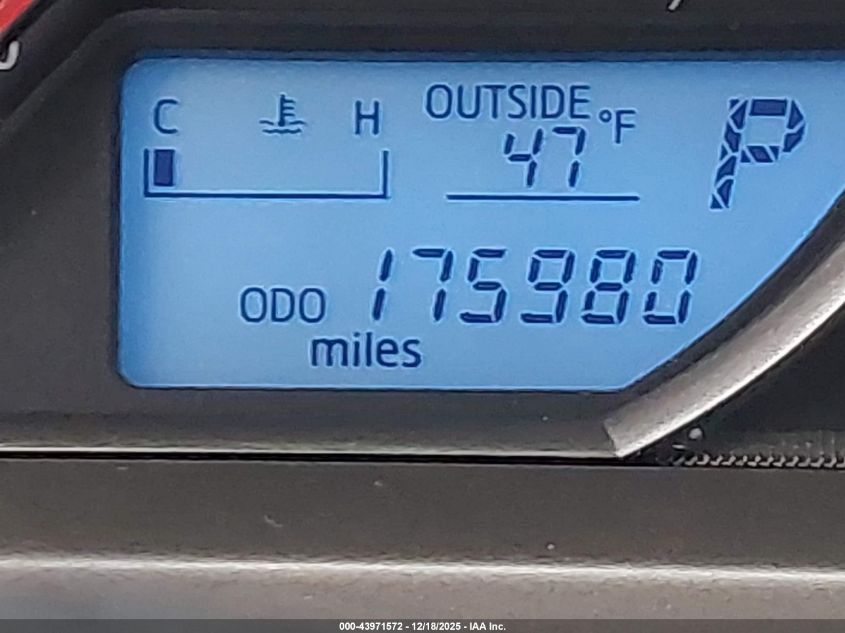 C H OUTSIDE °F P
47
ODO 175980
miles
000-43971572 - 12/18/2025 - IAA Inc.